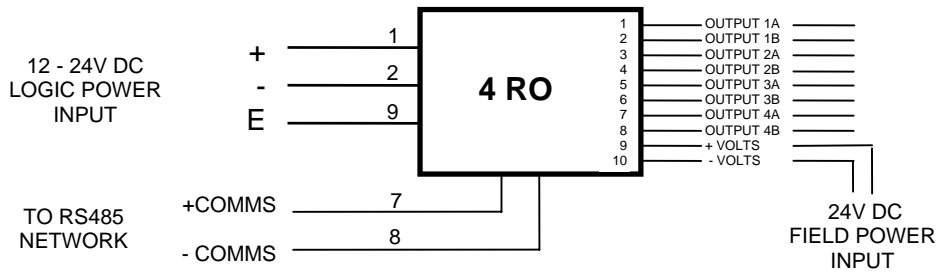 12 - 24V DC
LOGIC POWER
INPUT
+
1
-
2
E
9
4 RO
1 OUTPUT 1A
2 OUTPUT 1B
3 OUTPUT 2A
4 OUTPUT 2B
5 OUTPUT 3A
6 OUTPUT 3B
7 OUTPUT 4A
8 OUTPUT 4B
9 + VOLTS
10 - VOLTS
TO RS485
NETWORK
+COMMS
7
- COMMS
8
24V DC
FIELD POWER
INPUT